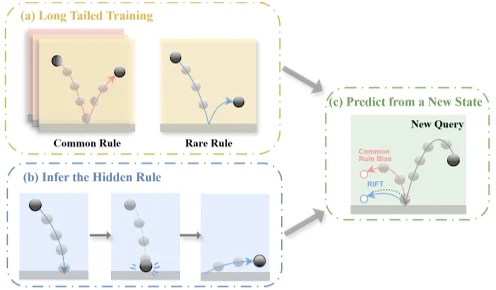 (a) Long Tailed Training
Common Rule
Rare Rule
(b) Infer the Hidden Rule
(c) Predict from a New State
New Query
Common
Rule Bias
RIFT